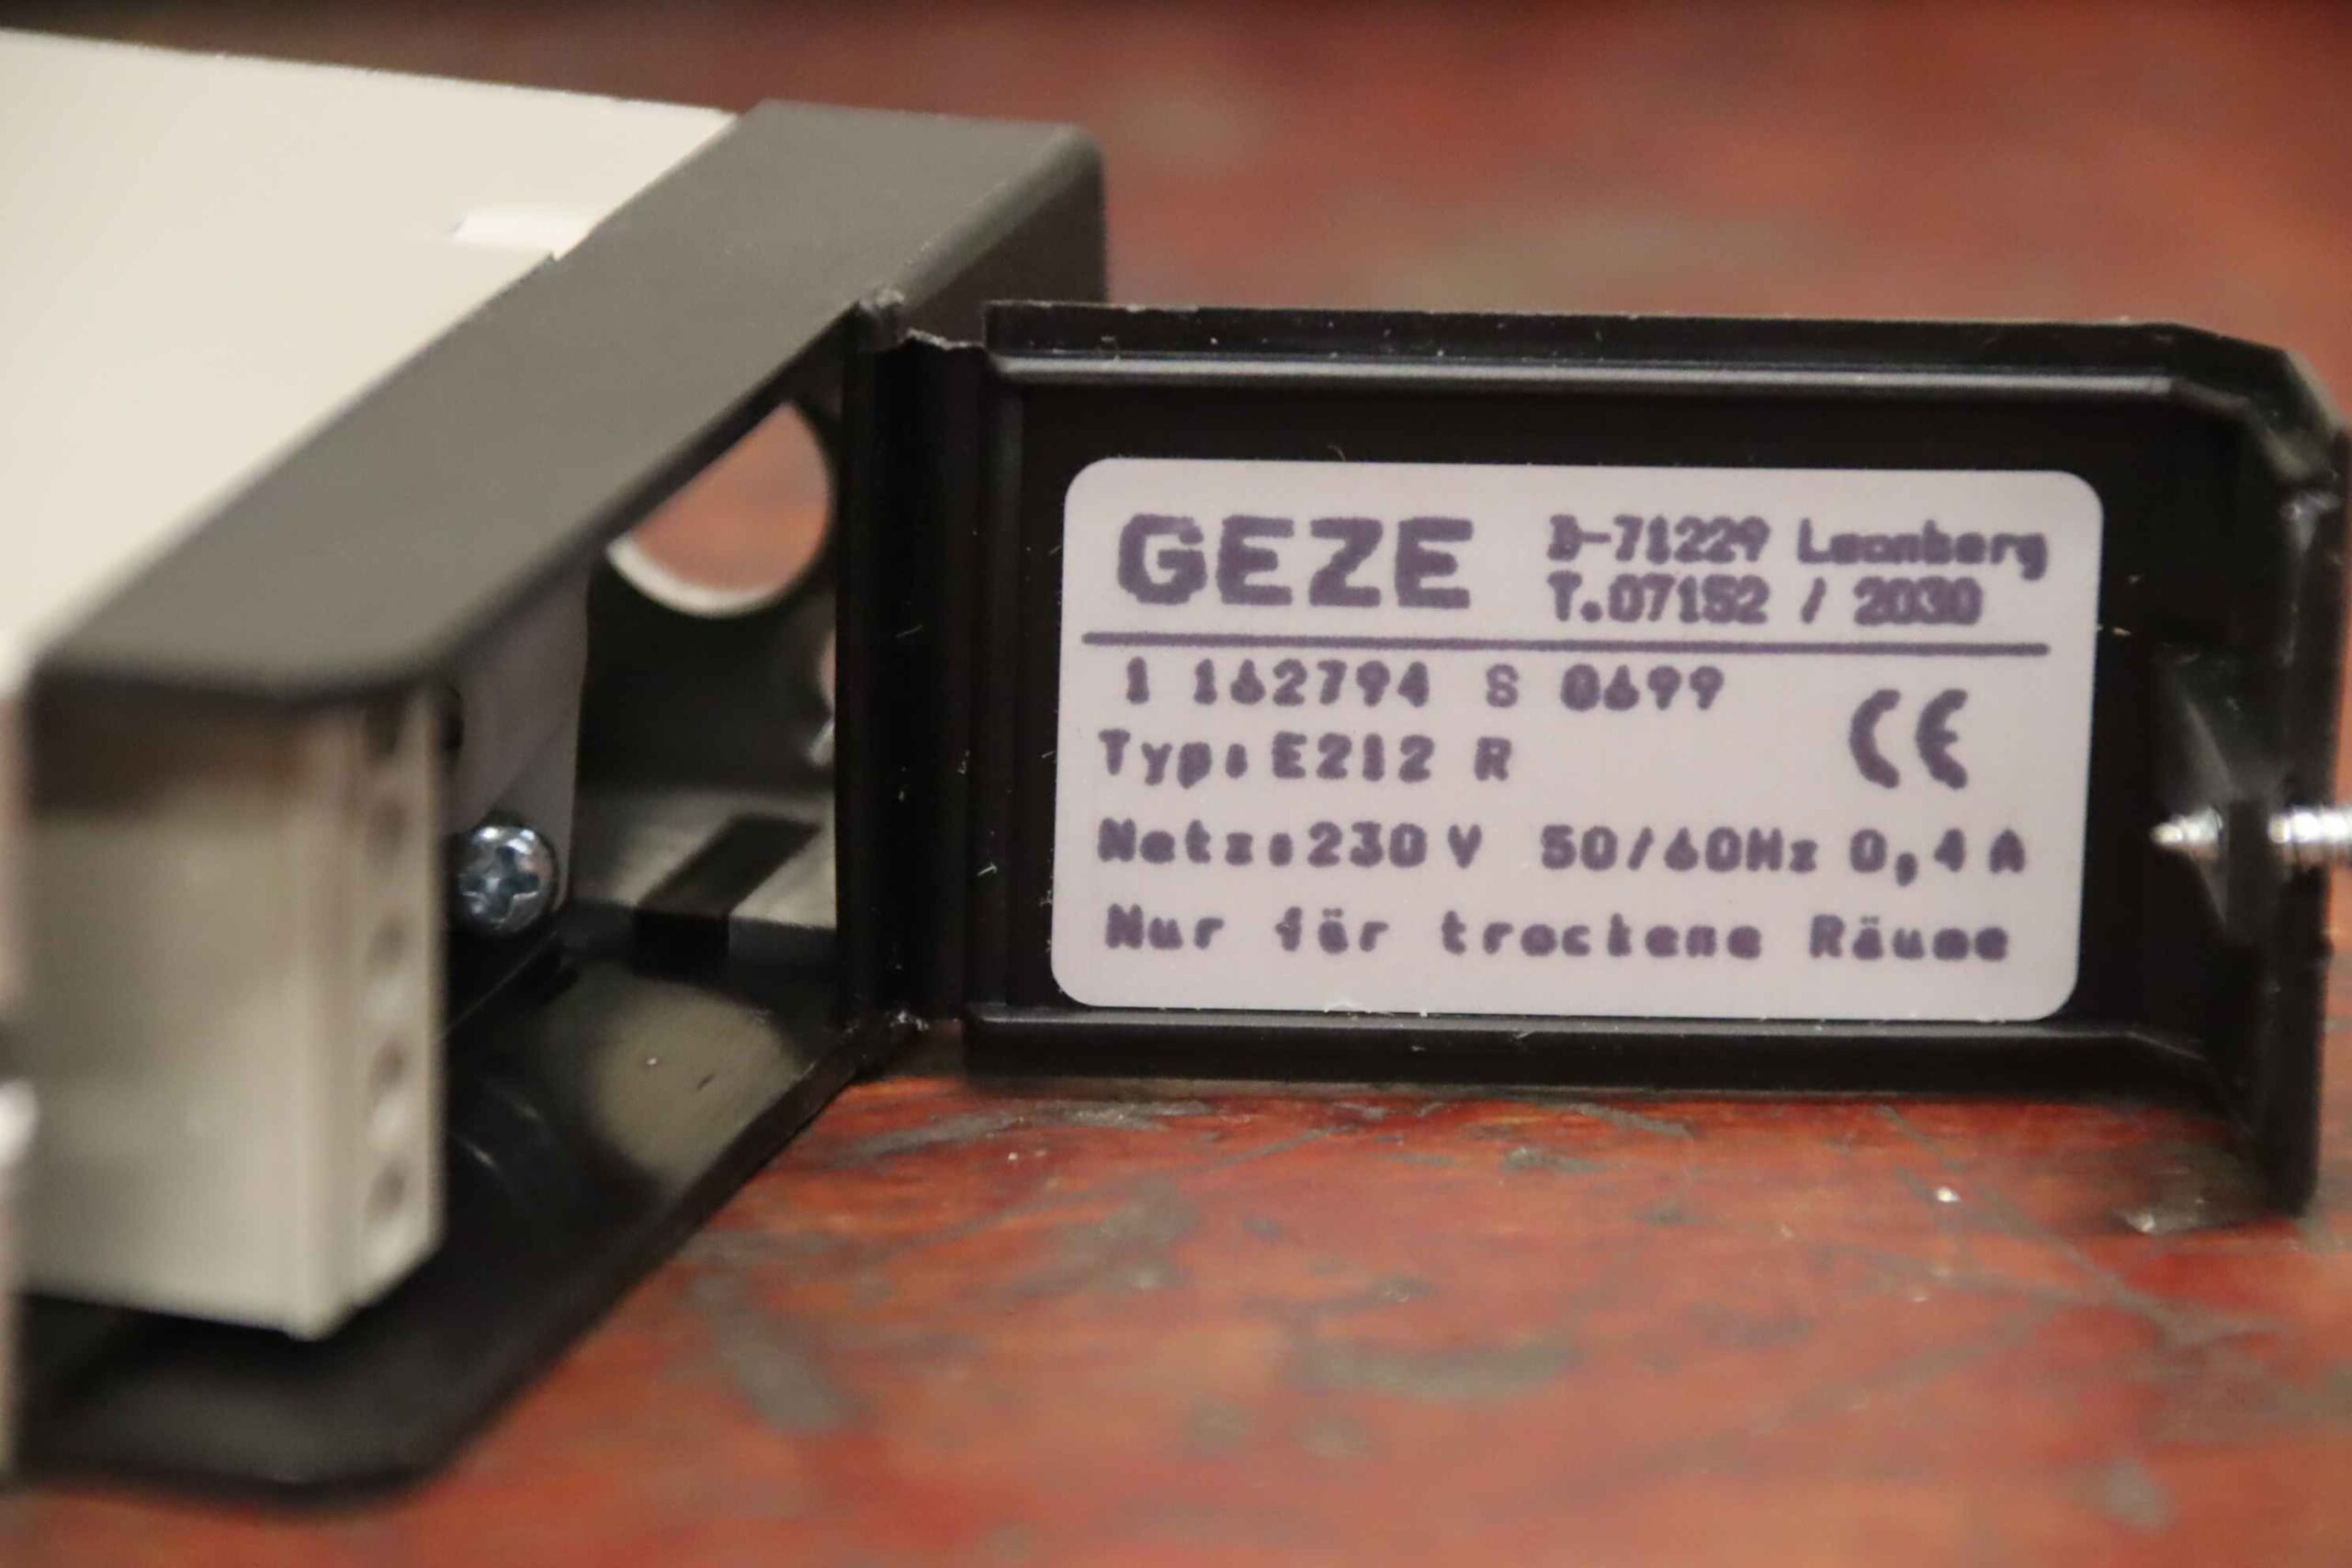 GEZE
D-71229 Leonberg
T.07152 / 2030
1 162794 S 0699
CE
Typ: E212 R
Netz:230 V 50/60Hz 0,4 A
Nur für trockene Räume